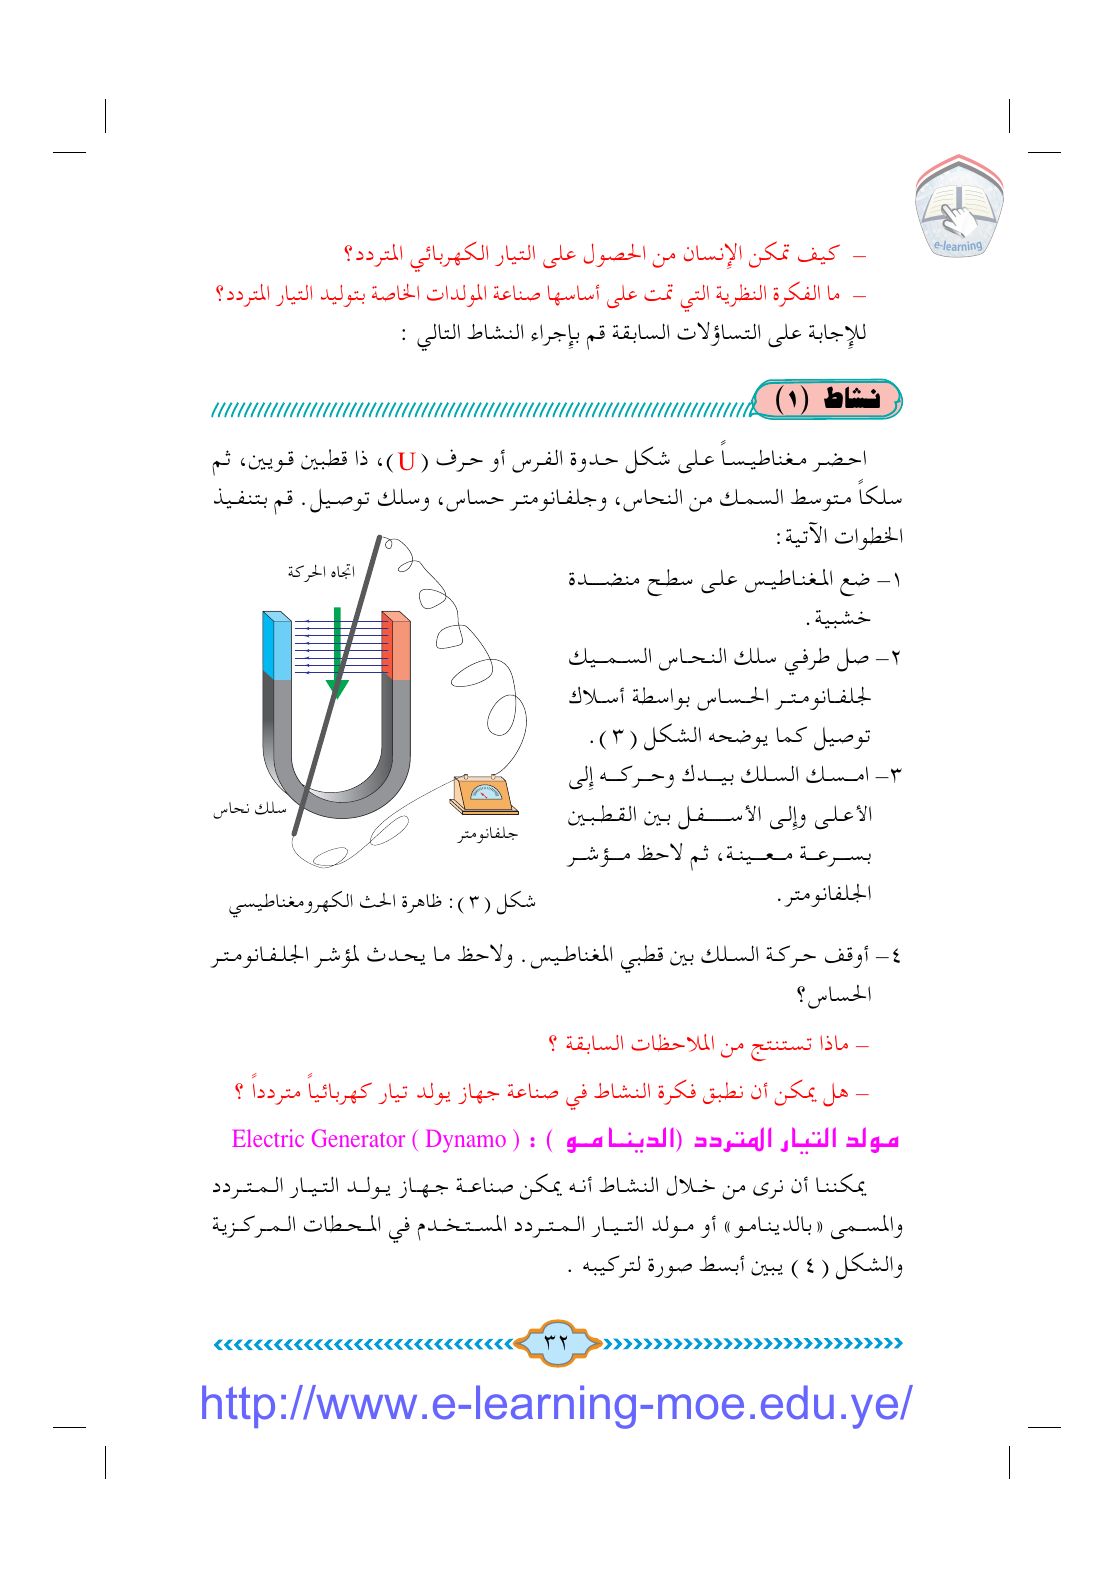 e-learning
– كيف تمكن الإنسان من الحصول على التيار الكهربائي المتردد؟
– ما الفكرة النظرية التي تمت على أساسها صناعة المولدات الخاصة بتوليد التيار المتردد؟
للإجابة على التساؤلات السابقة قم بإجراء النشاط التالي :
نشاط (١)
احضر مغناطيساً على شكل حدوة الفرس أو حرف ( U )، ذا قطبين قويين، ثم
سلكاً متوسط السمك من النحاس، وجلفانومتر حساس، وسلك توصيل. قم بتنفيذ
الخطوات الآتية:
١– ضع المغناطيس على سطح منضدة
خشبية.
٢– صل طرفي سلك النحاس السميك
لجلفانومتر الحساس بواسطة أسلاك
توصيل كما يوضحه الشكل ( ٣ ).
٣– امسك السلك بيدك وحركه إلى
الأعلى وإلى الأسفل بين القطبين
بسرعة معينة، ثم لاحظ مؤشر
الجلفانومتر.
اتجاه الحركة
سلك نحاس
جلفانومتر
شكل ( ٣ ): ظاهرة الحث الكهرومغناطيسي
٤– أوقف حركة السلك بين قطبي المغناطيس. ولاحظ ما يحدث لمؤشر الجلفانومتر
الحساس؟
– ماذا تستنتج من الملاحظات السابقة ؟
– هل يمكن أن نطبق فكرة النشاط في صناعة جهاز يولد تيار كهربائياً متردداً ؟
مولد التيار المتردد (الدينامو ) : Electric Generator ( Dynamo )
يمكننا أن نرى من خلال النشاط أنه يمكن صناعة جهاز يولد التيار المتردد
والمسمى «بالدينامو» أو مولد التيار المتردد المستخدم في المحطات المركزية
والشكل ( ٤ ) يبين أبسط صورة لتركيبه .
٣٢
http://www.e-learning-moe.edu.ye/